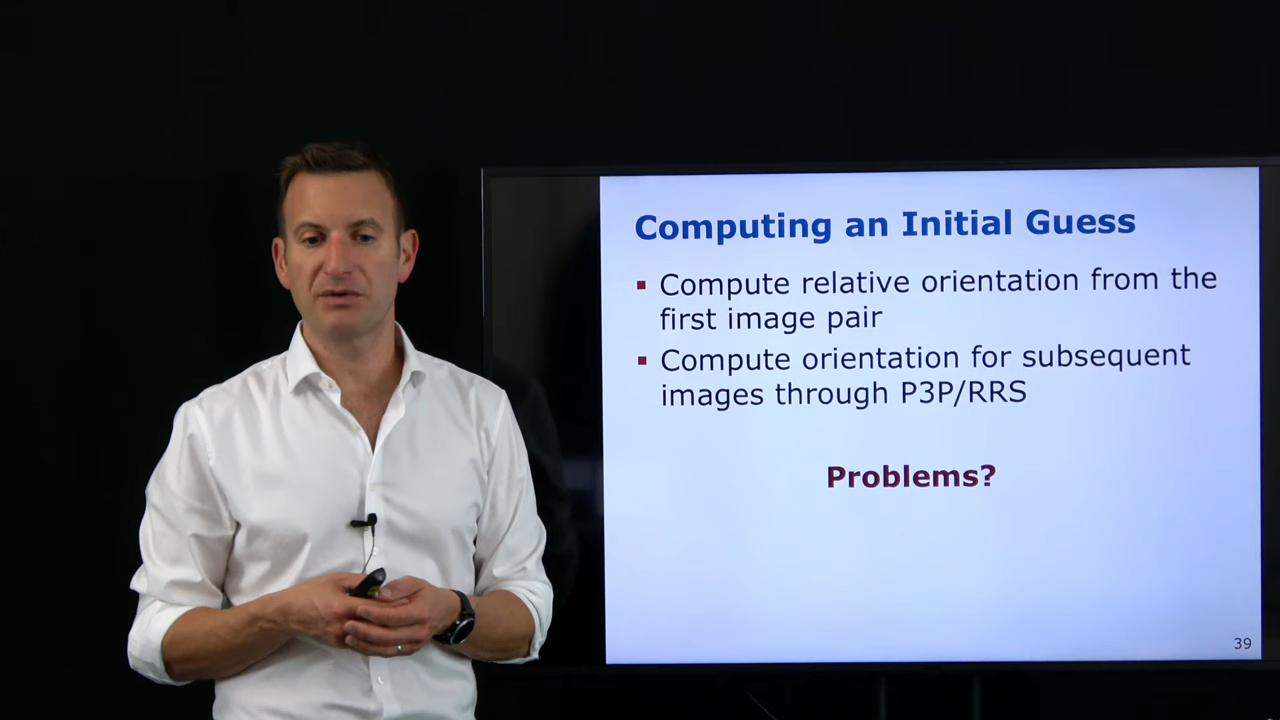 Computing an Initial Guess
▪ Compute relative orientation from the
first image pair
▪ Compute orientation for subsequent
images through P3P/RRS
Problems?
39